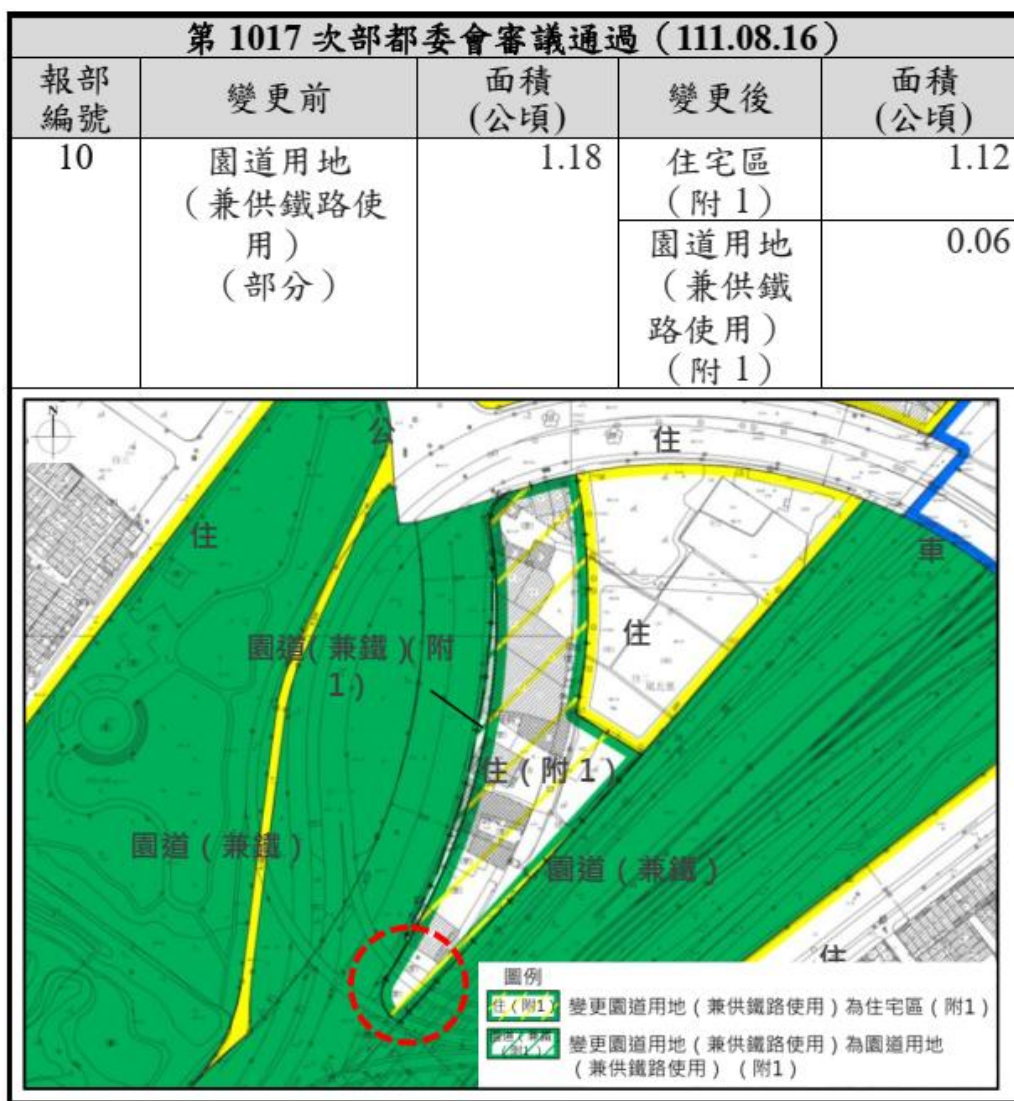 第 1017 次部都委會審議通過（111.08.16）
報部
編號
變更前
面積
(公頃)
變更後
面積
(公頃)
10
園道用地
（兼供鐵路使
用）
（部分）
1.18
住宅區
（附 1）
1.12
園道用地
（兼供鐵
路使用）
（附 1）
0.06
N
公
住
住
車
園道(兼鐵)(附
1)
住
住（附 1）
園道（兼鐵）
園道（兼鐵）
住
圖例
住（附1）
變更園道用地（兼供鐵路使用）為住宅區（附1）
園道（兼鐵）
（附1）
變更園道用地（兼供鐵路使用）為園道用地
（兼供鐵路使用）（附1）